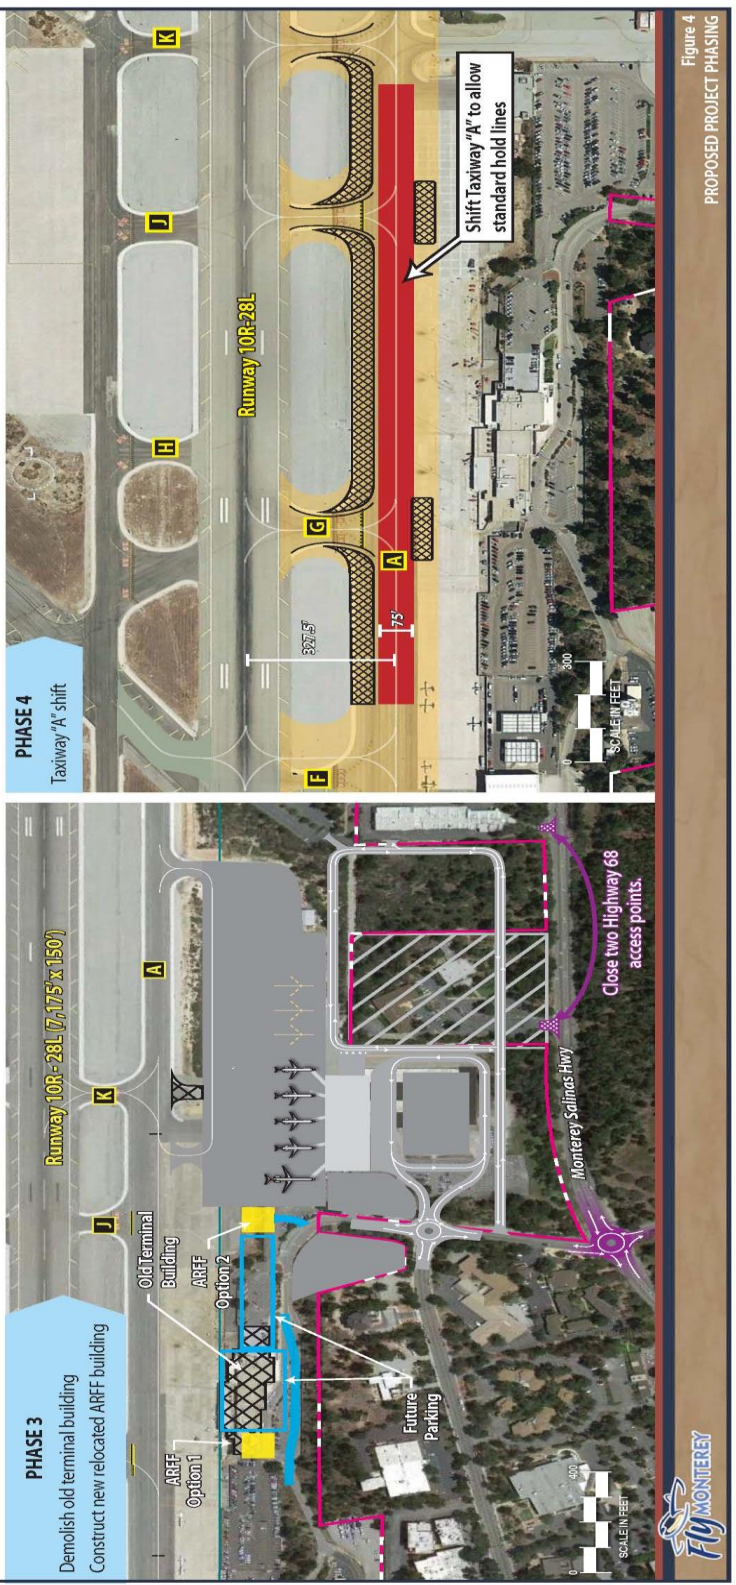 PHASE 3
Demolish old terminal building
Construct new relocated ARFF building
Runway 10R - 28L (7,175' x 150')
J
K
A
Old Terminal
Building
ARFF
Option 1
ARFF
Option 2
Future
Parking
Monterey Salinas Hwy
Close two Highway 68
access points.
0
400
SCALE IN FEET
PHASE 4
Taxiway "A" shift
H
J
K
Runway 10R-28L
F
G
A
327.5'
75'
Shift Taxiway "A" to allow
standard hold lines
0
300
SCALE IN FEET
Fly MONTEREY
Figure 4
PROPOSED PROJECT PHASING